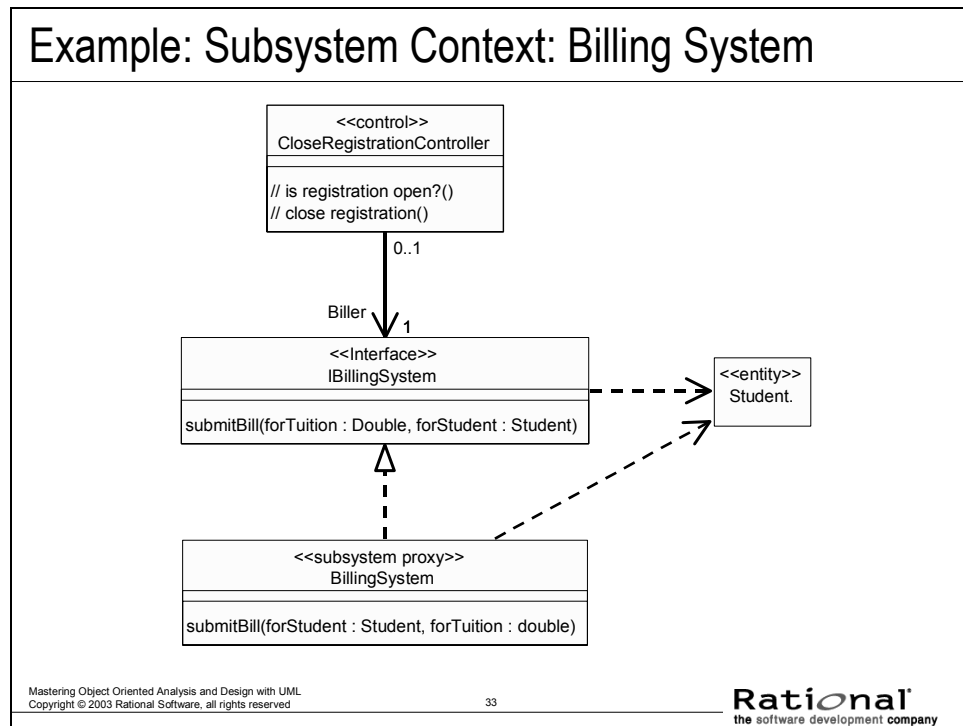 Example: Subsystem Context: Billing System
<<control>>
CloseRegistrationController
// is registration open?()
// close registration()
0..1
Biller
1
<<Interface>>
IBillingSystem
submitBill(forTuition : Double, forStudent : Student)
<<entity>>
Student.
<<subsystem proxy>>
BillingSystem
submitBill(forStudent : Student, forTuition : double)
Mastering Object Oriented Analysis and Design with UML
Copyright © 2003 Rational Software, all rights reserved
33
Rational
the software development company